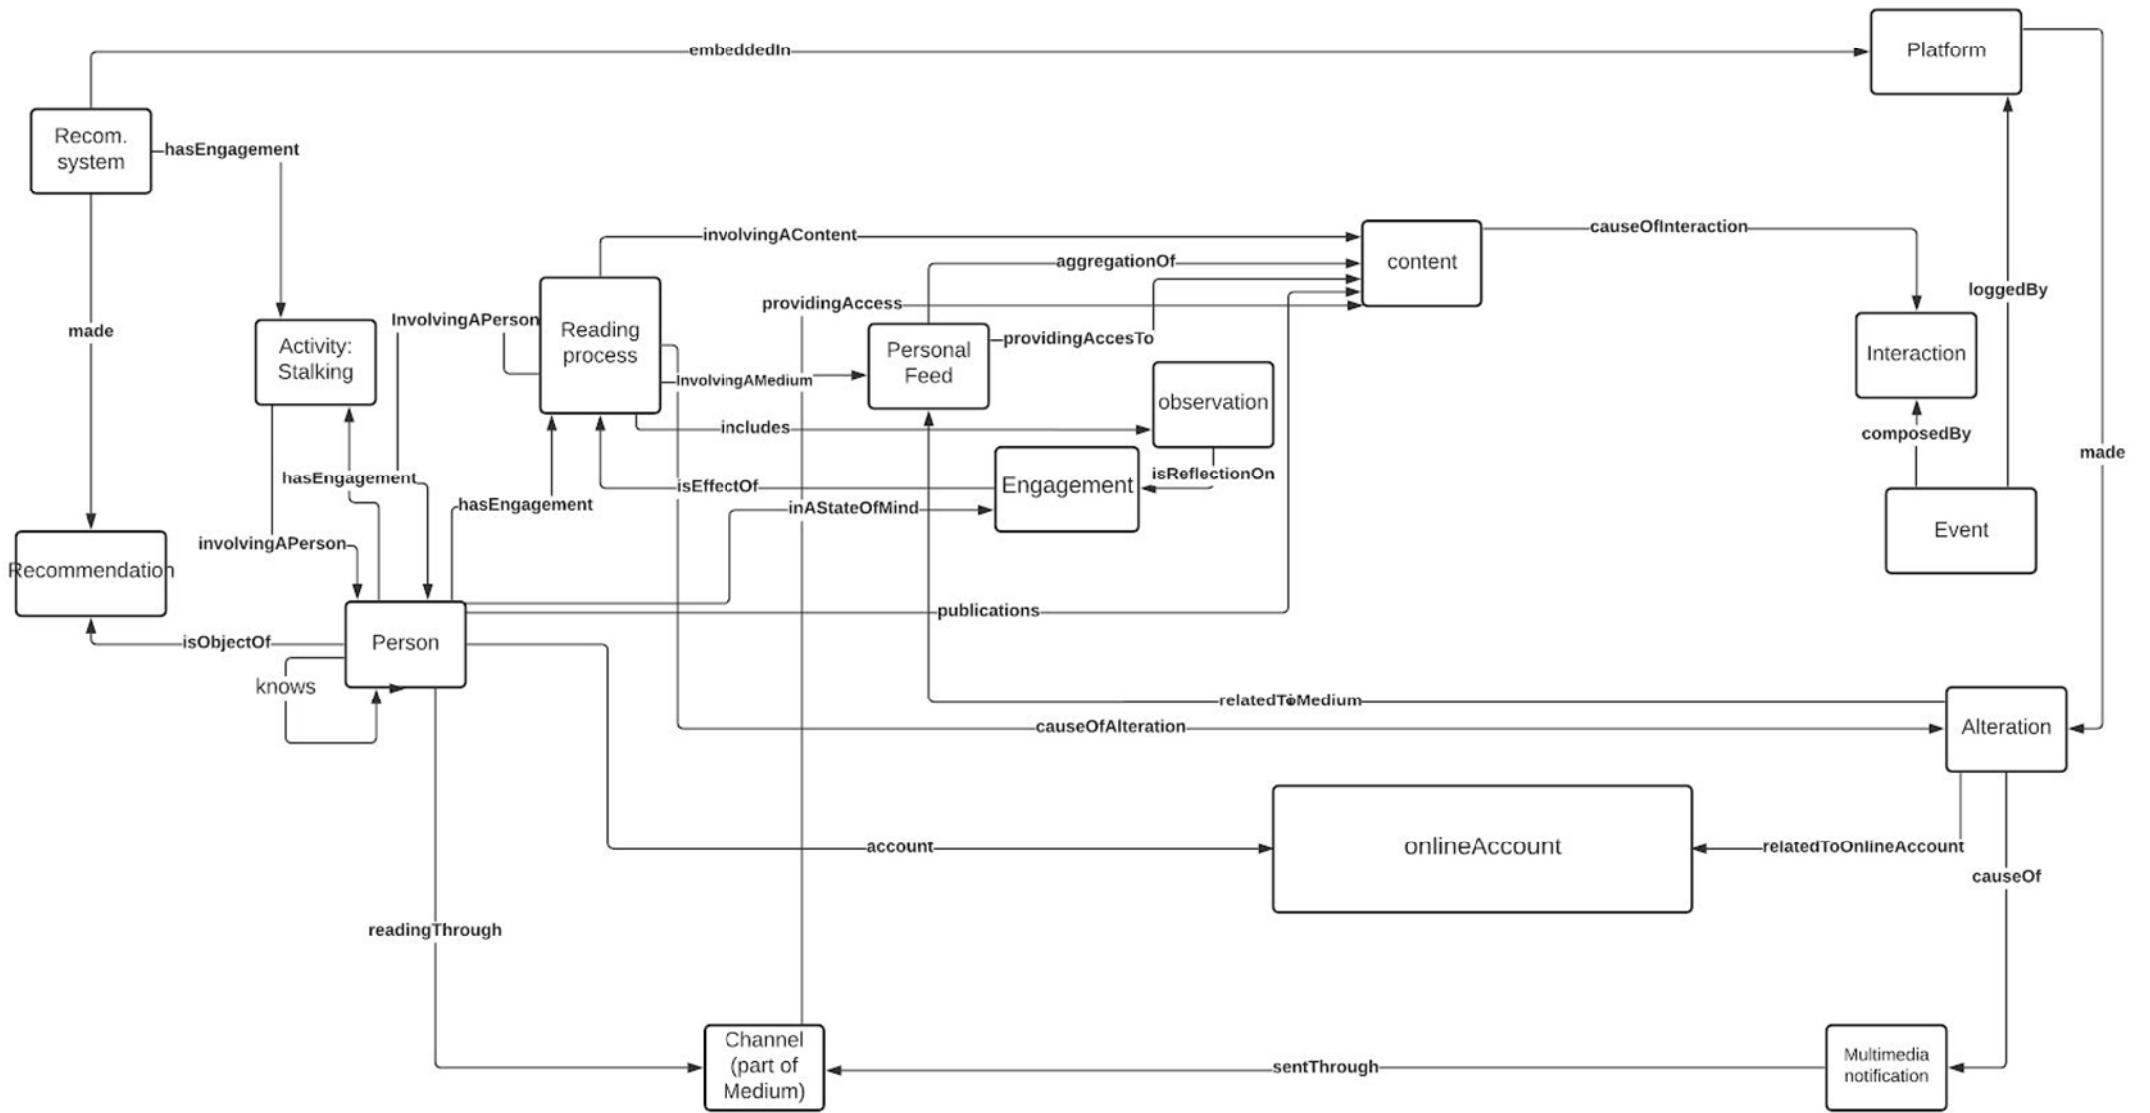 embeddedIn
Platform
Recom.
system
hasEngagement
involvingAContent
causeOfInteraction
aggregationOf
content
loggedBy
providingAccess
InvolvingAPerson
Reading
process
made
Activity:
Stalking
Personal
Feed
providingAccesTo
Interaction
InvolvingAMedium
observation
includes
composedBy
made
hasEngagement
isEffectOf
Engagement
isReflectionOn
hasEngagement
inAStateOfMind
Event
involvingAPerson
Recommendation
publications
isObjectOf
Person
knows
relatedToMedium
causeOfAlteration
Alteration
account
onlineAccount
relatedToOnlineAccount
causeOf
readingThrough
Channel
(part of
Medium)
sentThrough
Multimedia
notification